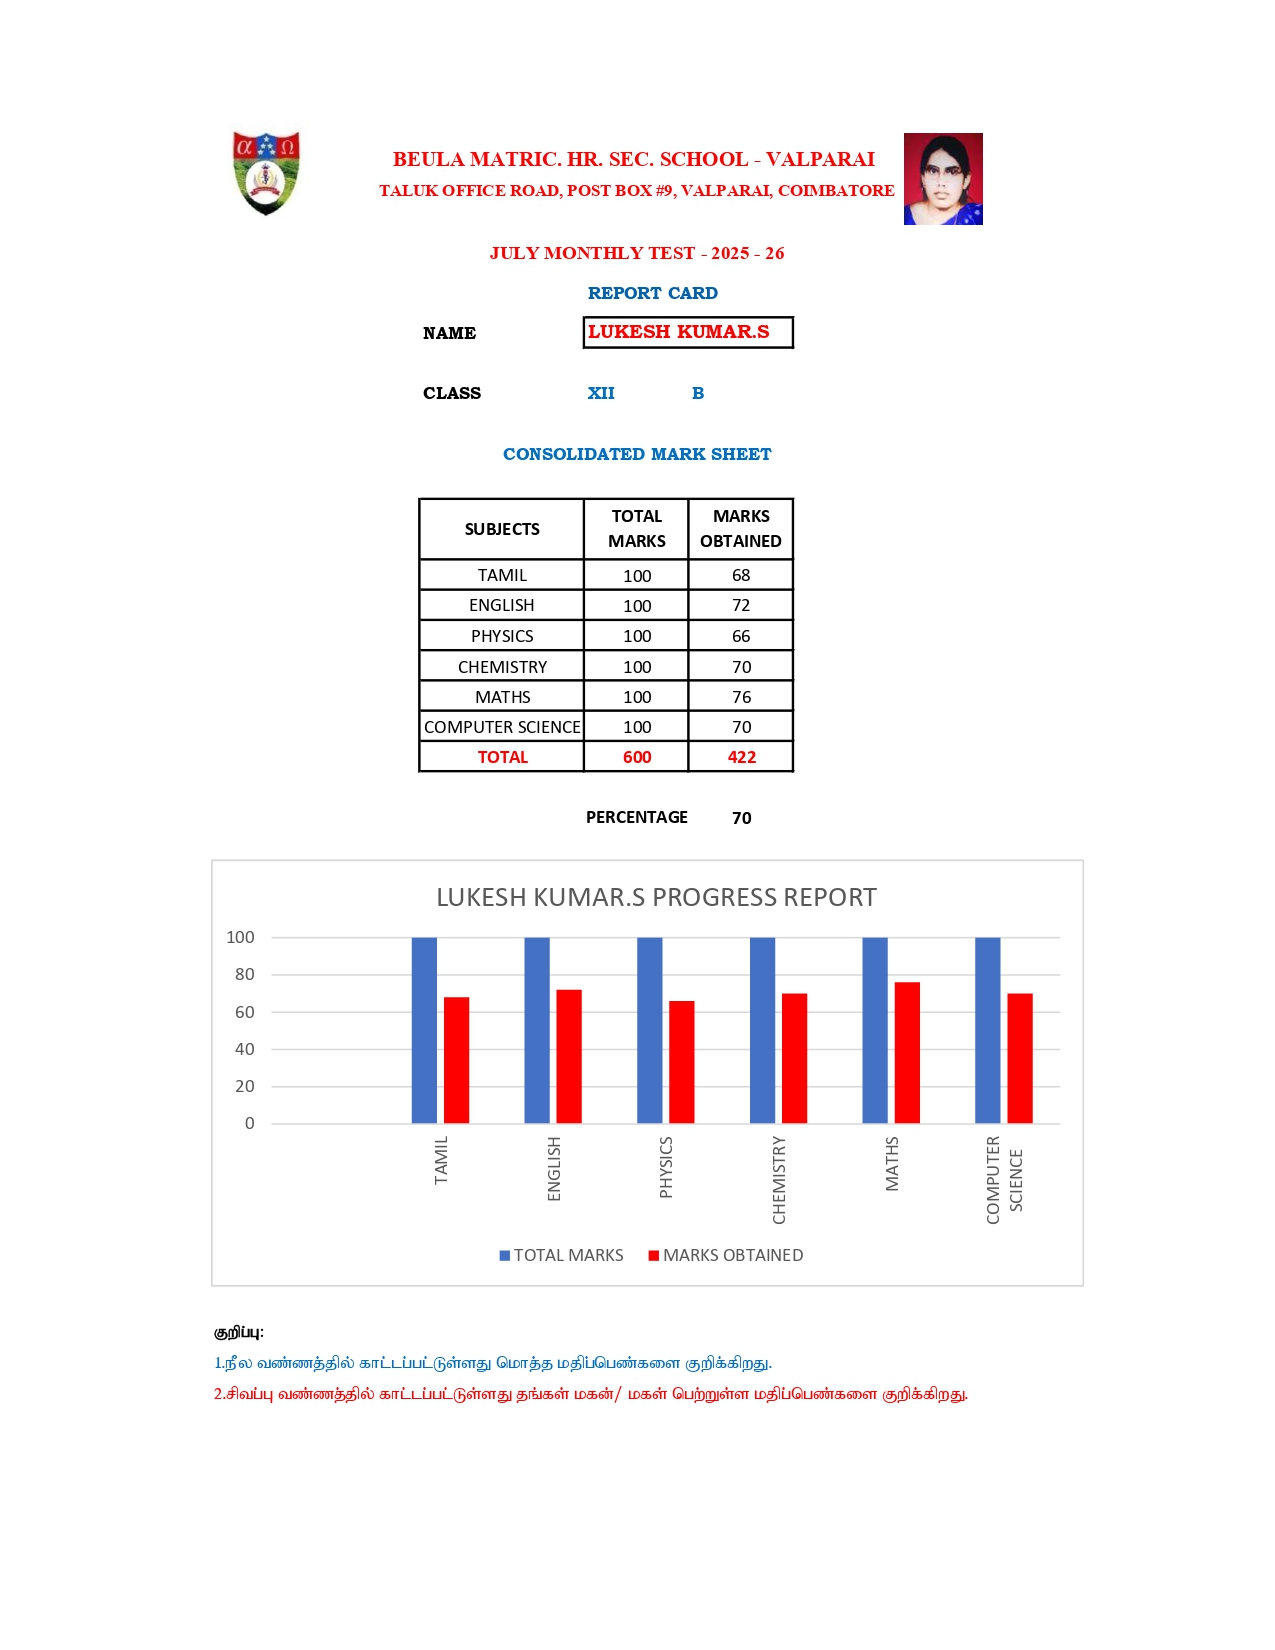 α Ω
BEULA MATRIC. HR. SEC. SCHOOL - VALPARAI
TALUK OFFICE ROAD, POST BOX #9, VALPARAI, COIMBATORE
JULY MONTHLY TEST - 2025 - 26
REPORT CARD
NAME LUKESH KUMAR.S
CLASS XII B
CONSOLIDATED MARK SHEET
SUBJECTS TOTAL MARKS MARKS OBTAINED
TAMIL 100 68
ENGLISH 100 72
PHYSICS 100 66
CHEMISTRY 100 70
MATHS 100 76
COMPUTER SCIENCE 100 70
TOTAL 600 422
PERCENTAGE 70
LUKESH KUMAR.S PROGRESS REPORT
100
80
60
40
20
0
TAMIL ENGLISH PHYSICS CHEMISTRY MATHS COMPUTER SCIENCE
TOTAL MARKS MARKS OBTAINED
குறிப்பு:
1.நீல வண்ணத்தில் காட்டப்பட்டுள்ளது மொத்த மதிப்பெண்களை குறிக்கிறது.
2.சிவப்பு வண்ணத்தில் காட்டப்பட்டுள்ளது தங்கள் மகன்/ மகள் பெற்றுள்ள மதிப்பெண்களை குறிக்கிறது.